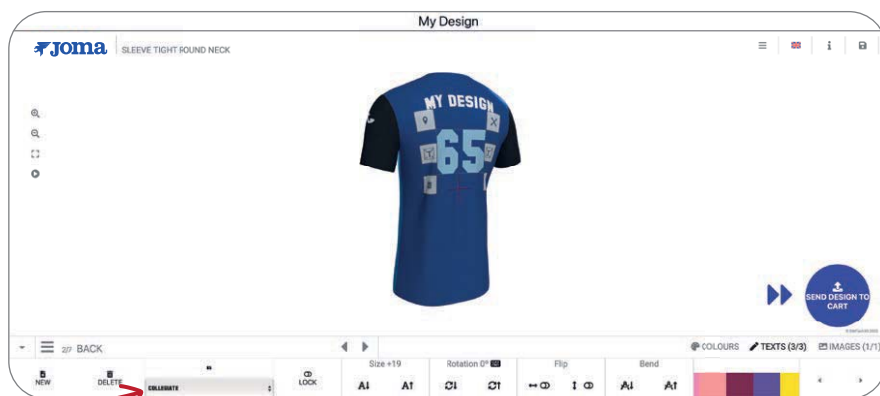 My Design
Joma SLEEVE TIGHT ROUND NECK
MY DESIGN
65
SEND DESIGN TO
CART
2/7 BACK
COLOURS TEXTS (3/3) IMAGES (1/1)
Size +19 Rotation 0° Flip Bend
NEW DELETE COLLEGIATE LOCK